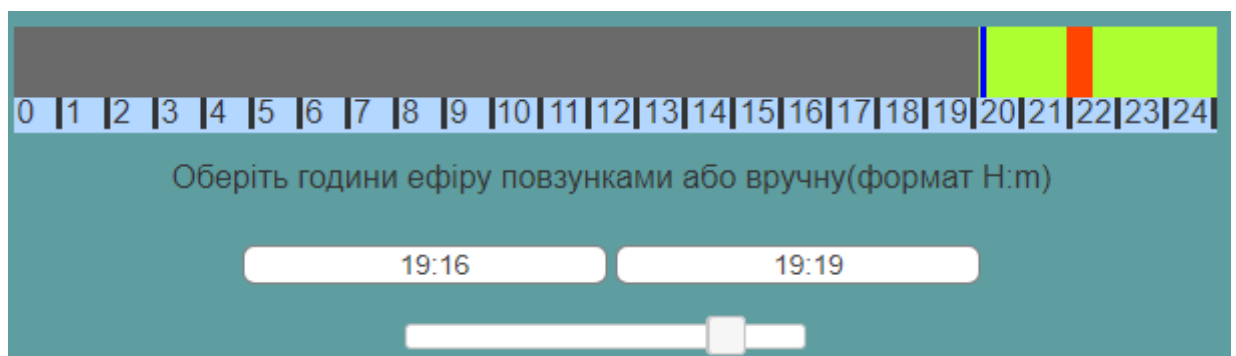 0 1 2 3 4 5 6 7 8 9 10 11 12 13 14 15 16 17 18 19 20 21 22 23 24
Оберіть години ефіру повзунками або вручну(формат H:m)
19:16 19:19